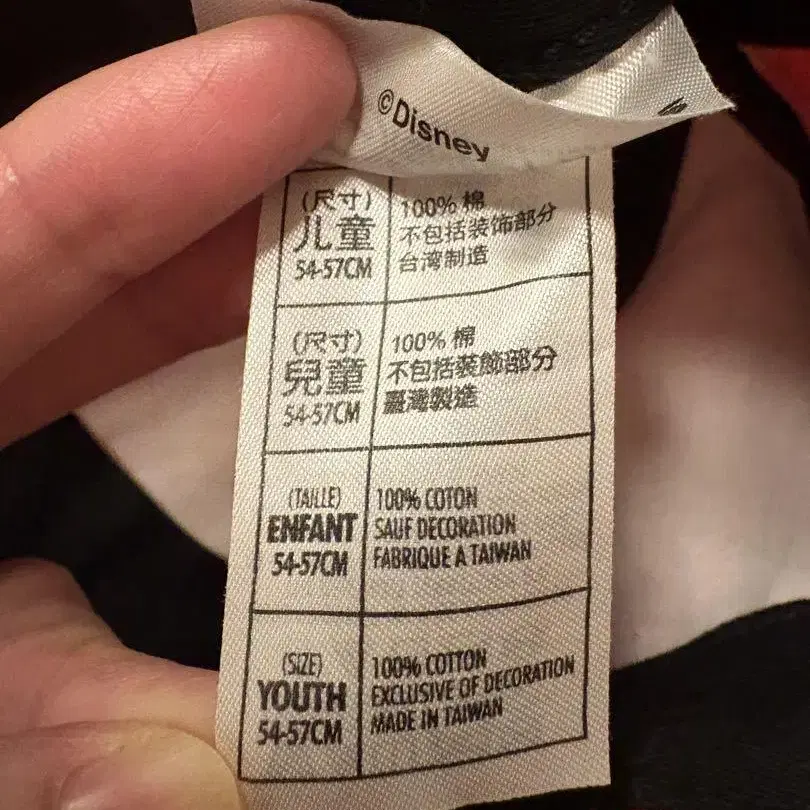 ©Disney
(尺寸)
儿童
54-57CM
100% 棉
不包括装饰部分
台湾制造
(尺寸)
兒童
54-57CM
100% 棉
不包括裝飾部分
臺灣製造
(TAILLE)
ENFANT
54-57CM
100% COTON
SAUF DECORATION
FABRIQUE A TAIWAN
(SIZE)
YOUTH
54-57CM
100% COTTON
EXCLUSIVE OF DECORATION
MADE IN TAIWAN